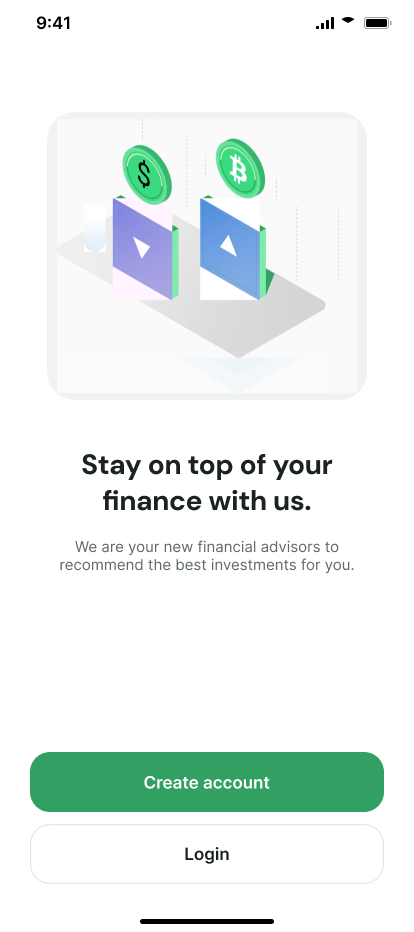 9:41
$
₿
Stay on top of your
finance with us.
We are your new financial advisors to
recommend the best investments for you.
Create account
Login